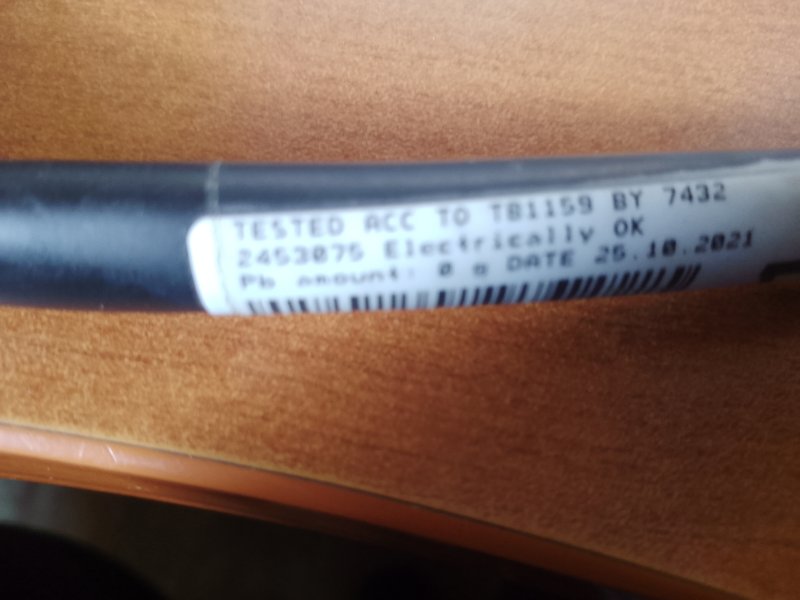 TESTED ACC TO T81159 BY 7432
2453075 Electrically OK
Pb amount: 0 g DATE 25.10.2021